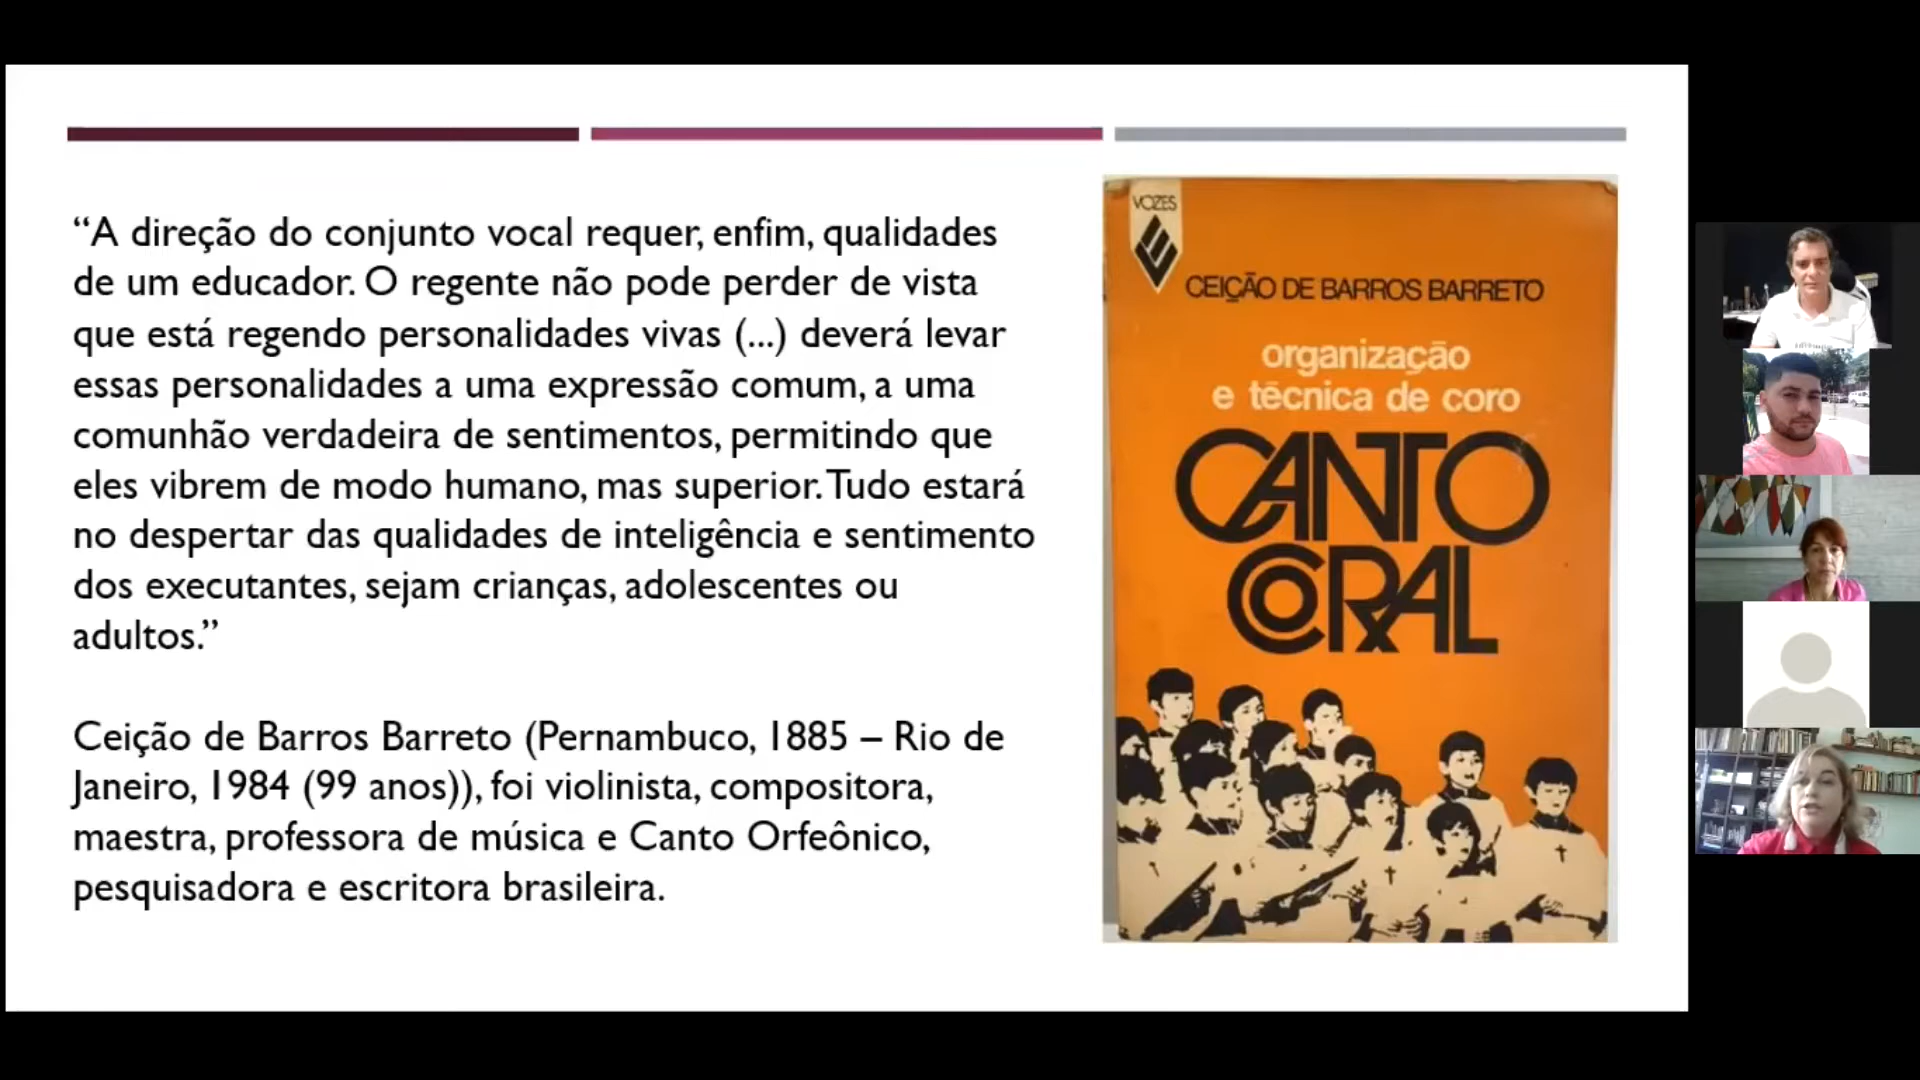 “A direção do conjunto vocal requer, enfim, qualidades
de um educador. O regente não pode perder de vista
que está regendo personalidades vivas (...) deverá levar
essas personalidades a uma expressão comum, a uma
comunhão verdadeira de sentimentos, permitindo que
eles vibrem de modo humano, mas superior. Tudo estará
no despertar das qualidades de inteligência e sentimento
dos executantes, sejam crianças, adolescentes ou
adultos.”
Ceição de Barros Barreto (Pernambuco, 1885 – Rio de
Janeiro, 1984 (99 anos)), foi violinista, compositora,
maestra, professora de música e Canto Orfeônico,
pesquisadora e escritora brasileira.
VOZES
CEIÇÃO DE BARROS BARRETO
organização
e técnica de coro
CANTO
CORAL